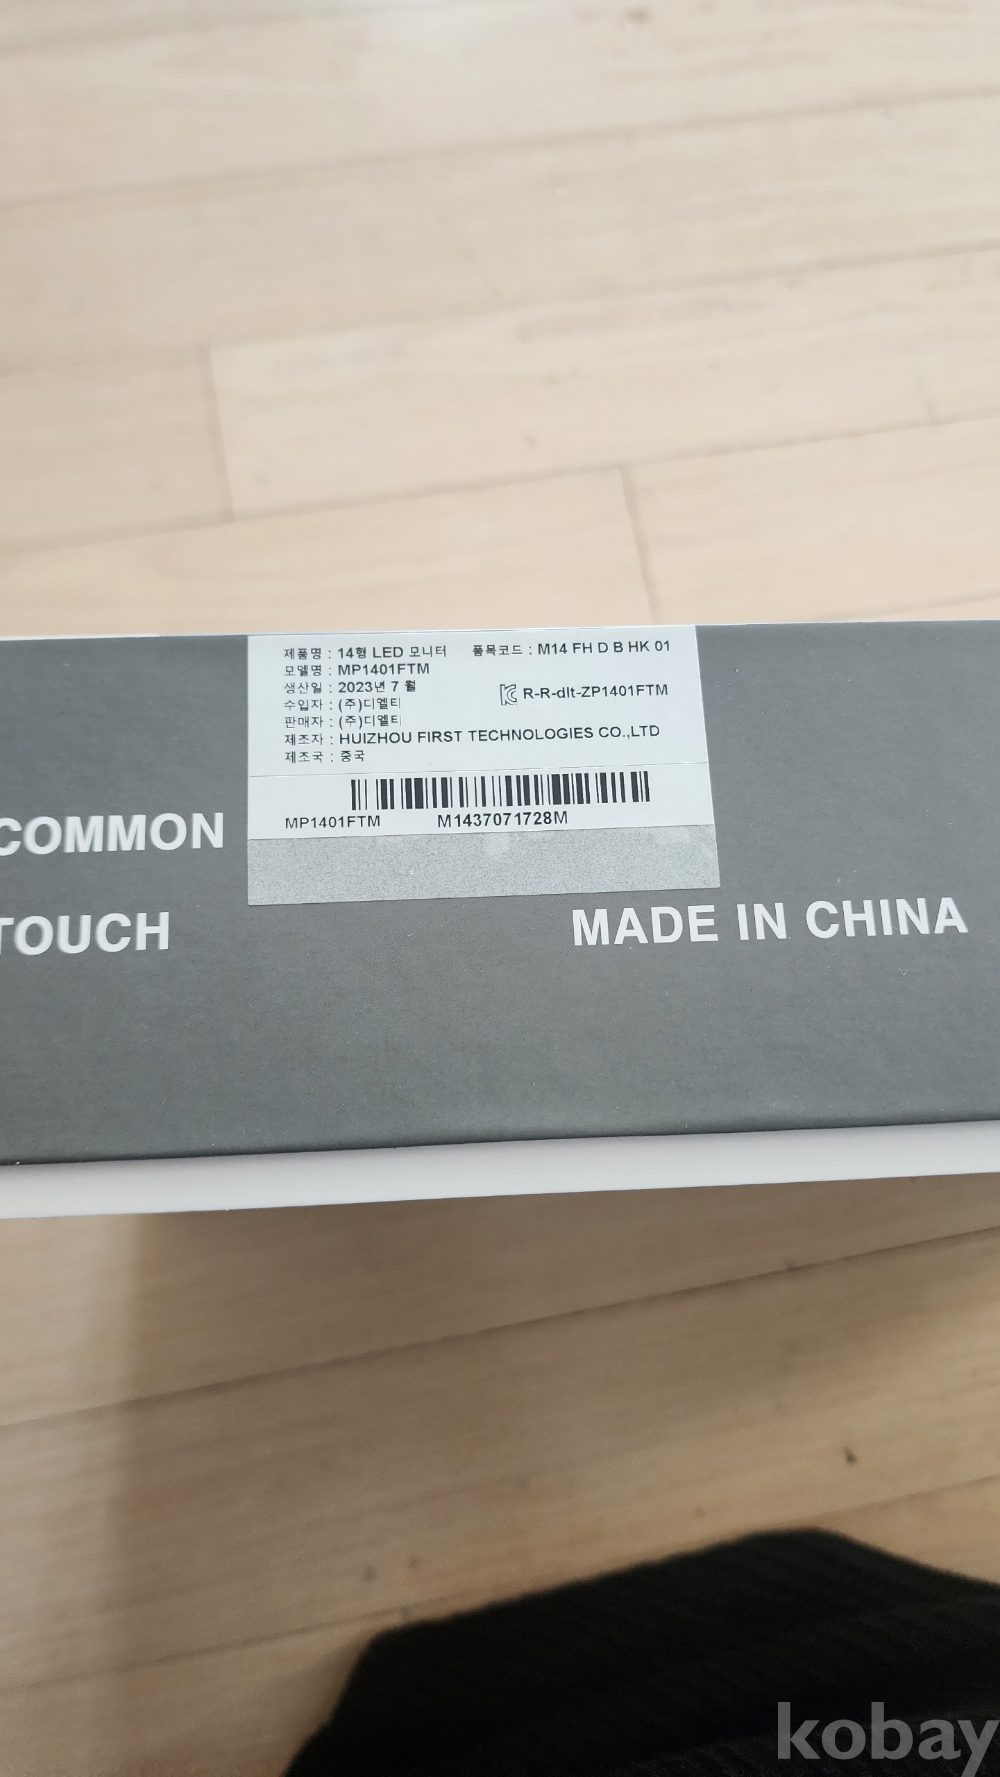 제품명 : 14형 LED 모니터 품목코드 : M14 FH D B HK 01
모델명 : MP1401FTM
생산일 : 2023년 7 월
R-R-dlt-ZP1401FTM
수입자 : (주)디엘티
판매자 : (주)디엘티
제조자 : HUIZHOU FIRST TECHNOLOGIES CO.,LTD
제조국 : 중국
MP1401FTM M1437071728M
COMMON
TOUCH
MADE IN CHINA
kobay